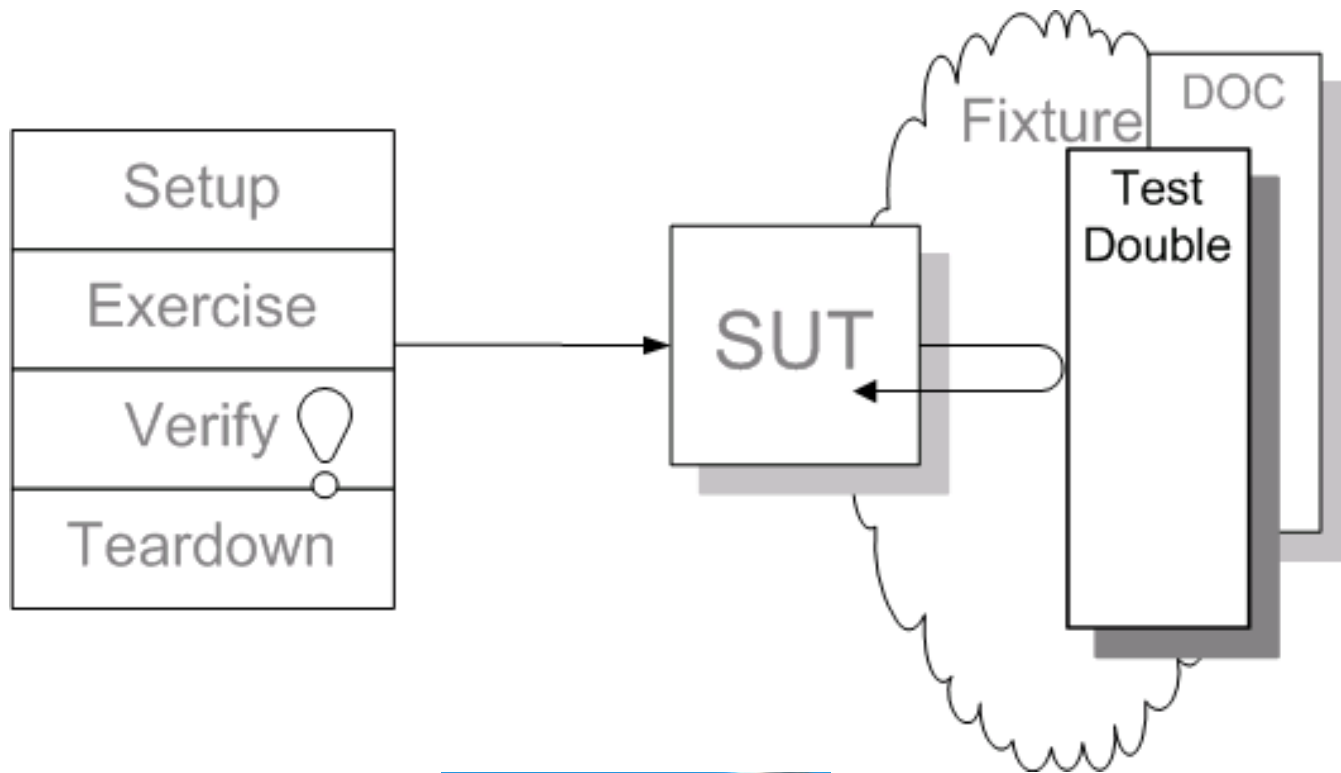 Setup
Exercise
Verify
Teardown
SUT
Fixture
DOC
Test
Double